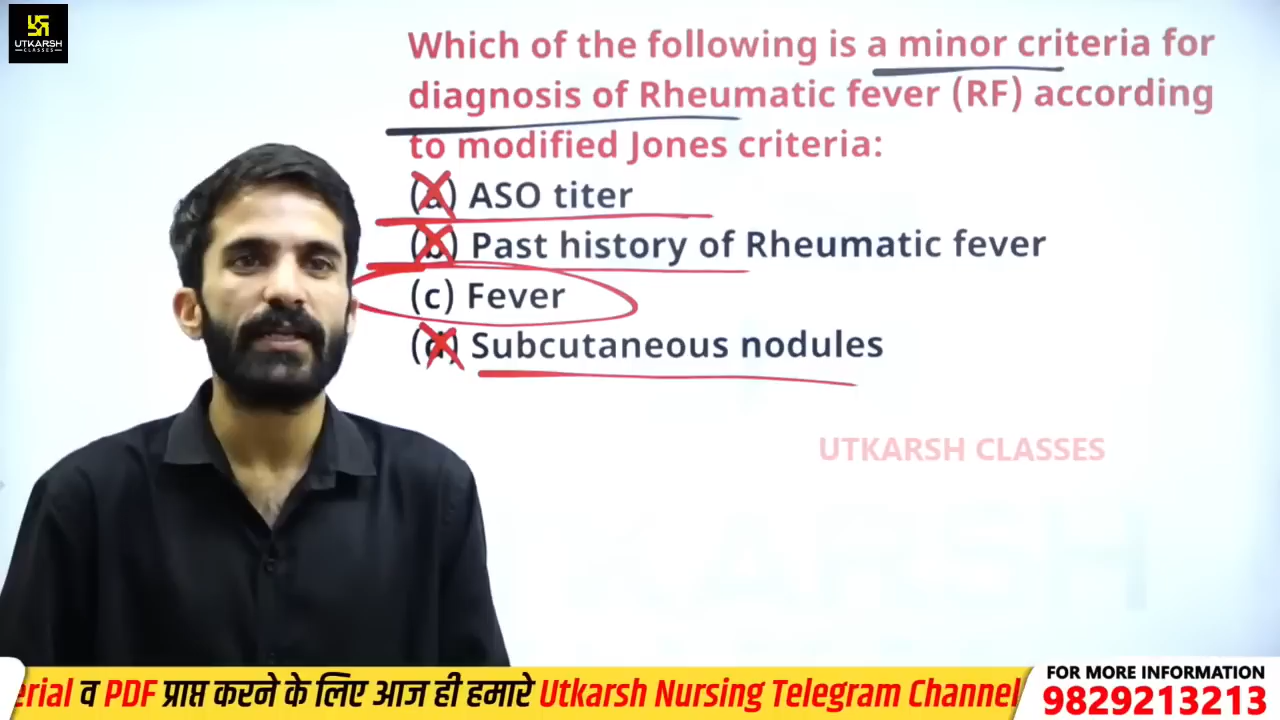 UTKARSH
CLASSES
Which of the following is a minor criteria for
diagnosis of Rheumatic fever (RF) according
to modified Jones criteria:
(a) ASO titer
(b) Past history of Rheumatic fever
(c) Fever
(d) Subcutaneous nodules
UTKARSH CLASSES
erial व PDF प्राप्त करने के लिए आज ही हमारे Utkarsh Nursing Telegram Channel
FOR MORE INFORMATION
9829213213